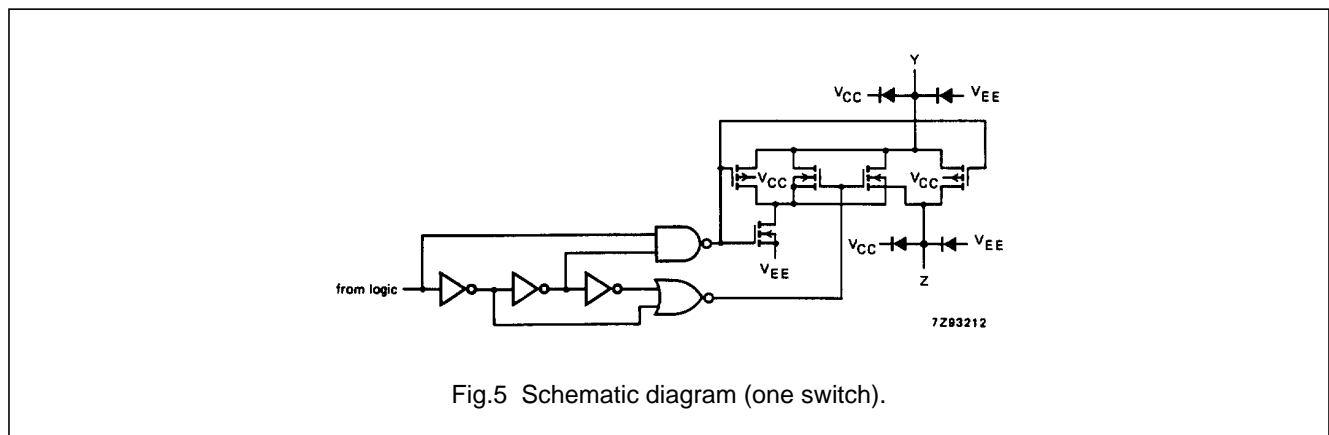 Y
VCC VEE
VCC VCC
VEE
VCC VEE
from logic
Z
7Z93212
Fig.5 Schematic diagram (one switch).